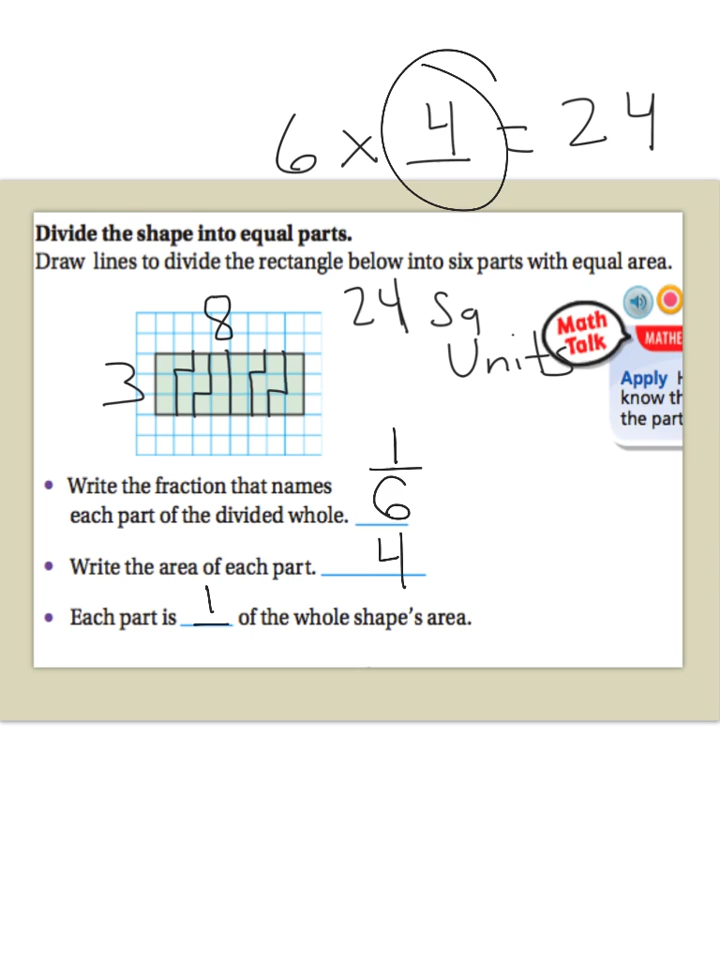 6 × 4 = 24
Divide the shape into equal parts.
Draw lines to divide the rectangle below into six parts with equal area.
8
3
24 Sq
Units
Math
Talk
MATHE
Apply
know th
the part
1
6
• Write the fraction that names
each part of the divided whole.
• Write the area of each part. 4
• Each part is 1 of the whole shape's area.